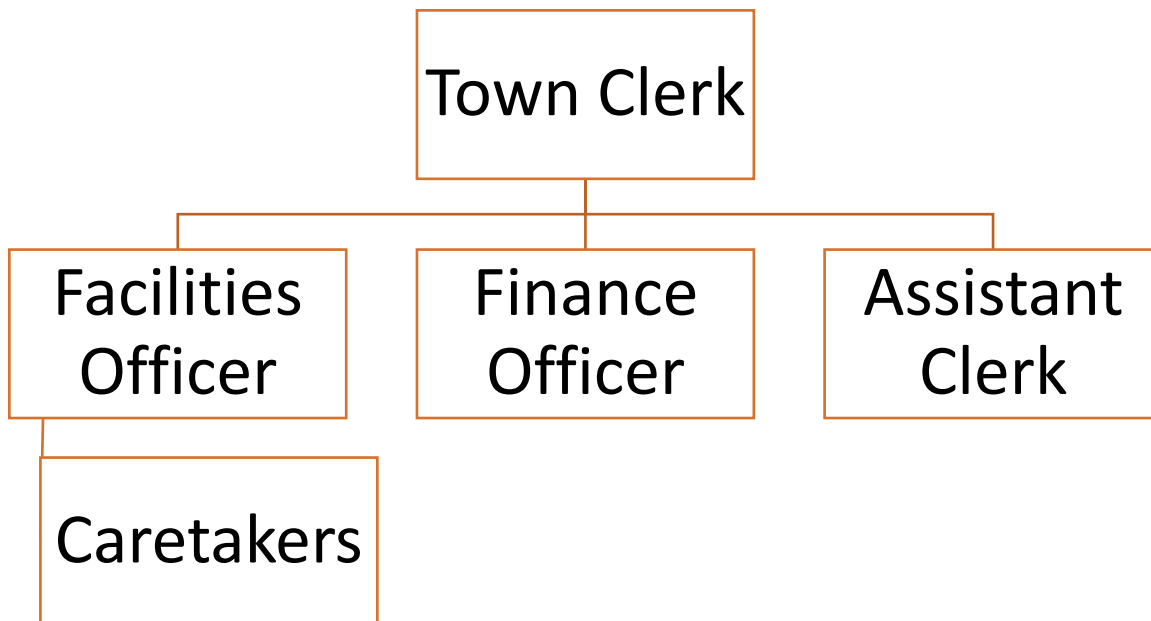 Town Clerk
Facilities
Officer
Finance
Officer
Assistant
Clerk
Caretakers